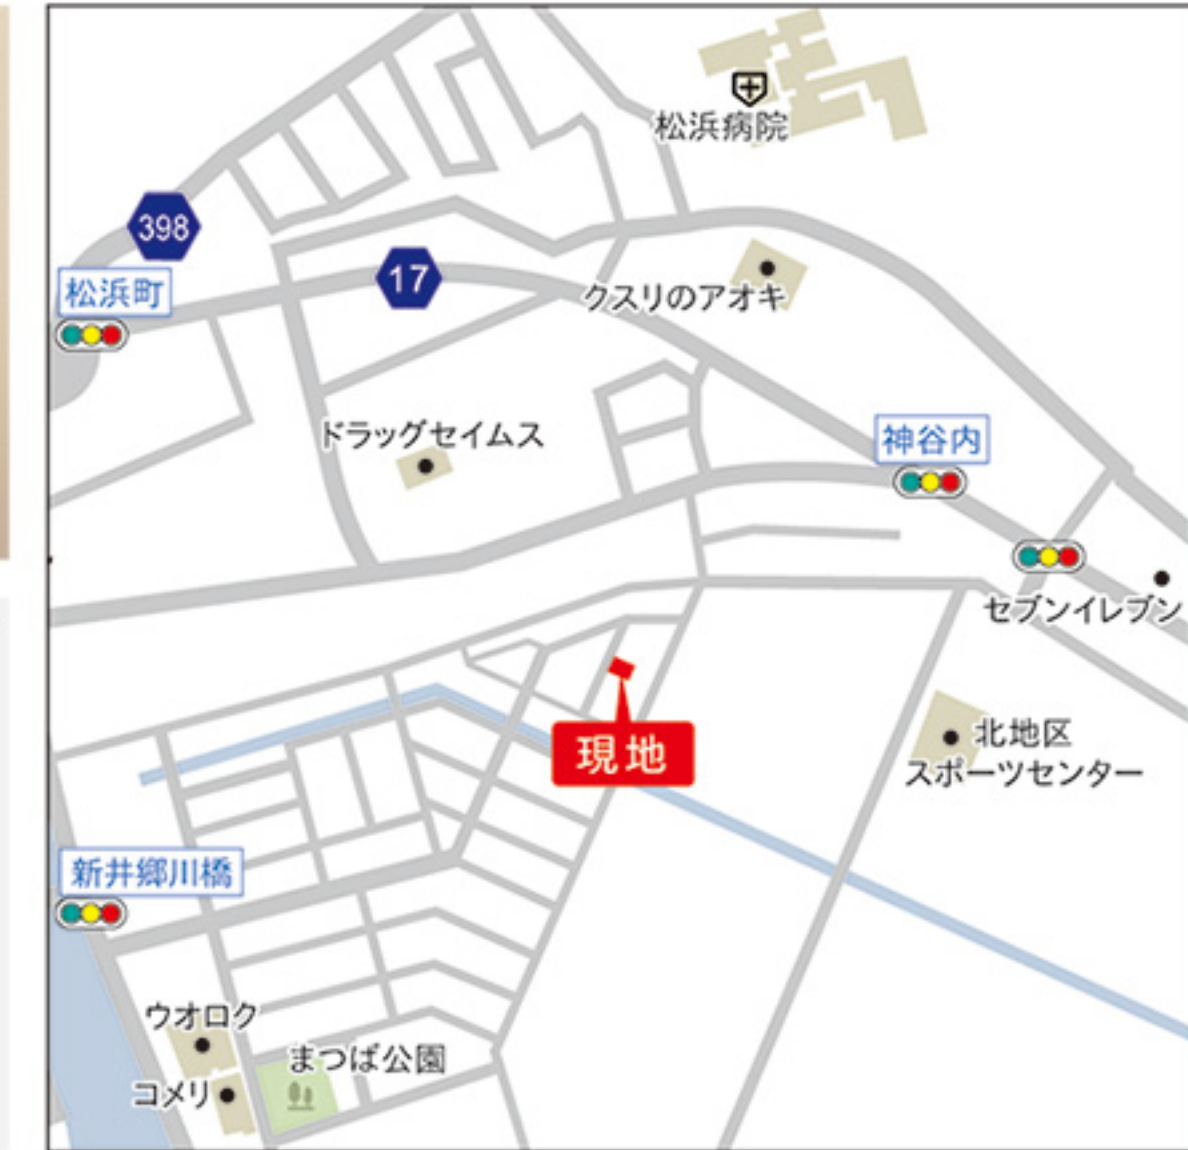 松浜病院
398
17
松浜町
クスリのアオキ
ドラッグセイムス
神谷内
セブンイレブン
現地
北地区
スポーツセンター
新井郷川橋
ウオロク
まつば公園
コメリ